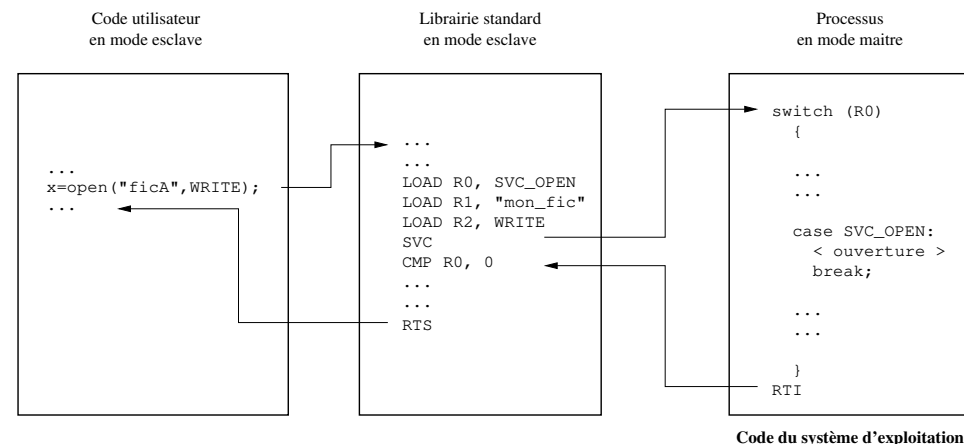 Code utilisateur
en mode esclave
Librairie standard
en mode esclave
Processus
en mode maitre
...
x=open("ficA",WRITE);
...
...
...
LOAD R0, SVC_OPEN
LOAD R1, "mon_fic"
LOAD R2, WRITE
SVC
CMP R0, 0
...
...
RTS
switch (R0)
{
...
...
case SVC_OPEN:
< ouverture >
break;
...
...
}
RTI
Code du système d'exploitation